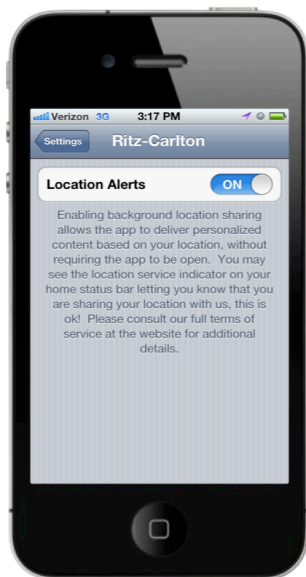 Verizon 3G 3:17 PM
Settings Ritz-Carlton
Location Alerts ON
Enabling background location sharing
allows the app to deliver personalized
content based on your location, without
requiring the app to be open. You may
see the location service indicator on your
home status bar letting you know that you
are sharing your location with us, this is
ok! Please consult our full terms of
service at the website for additional
details.